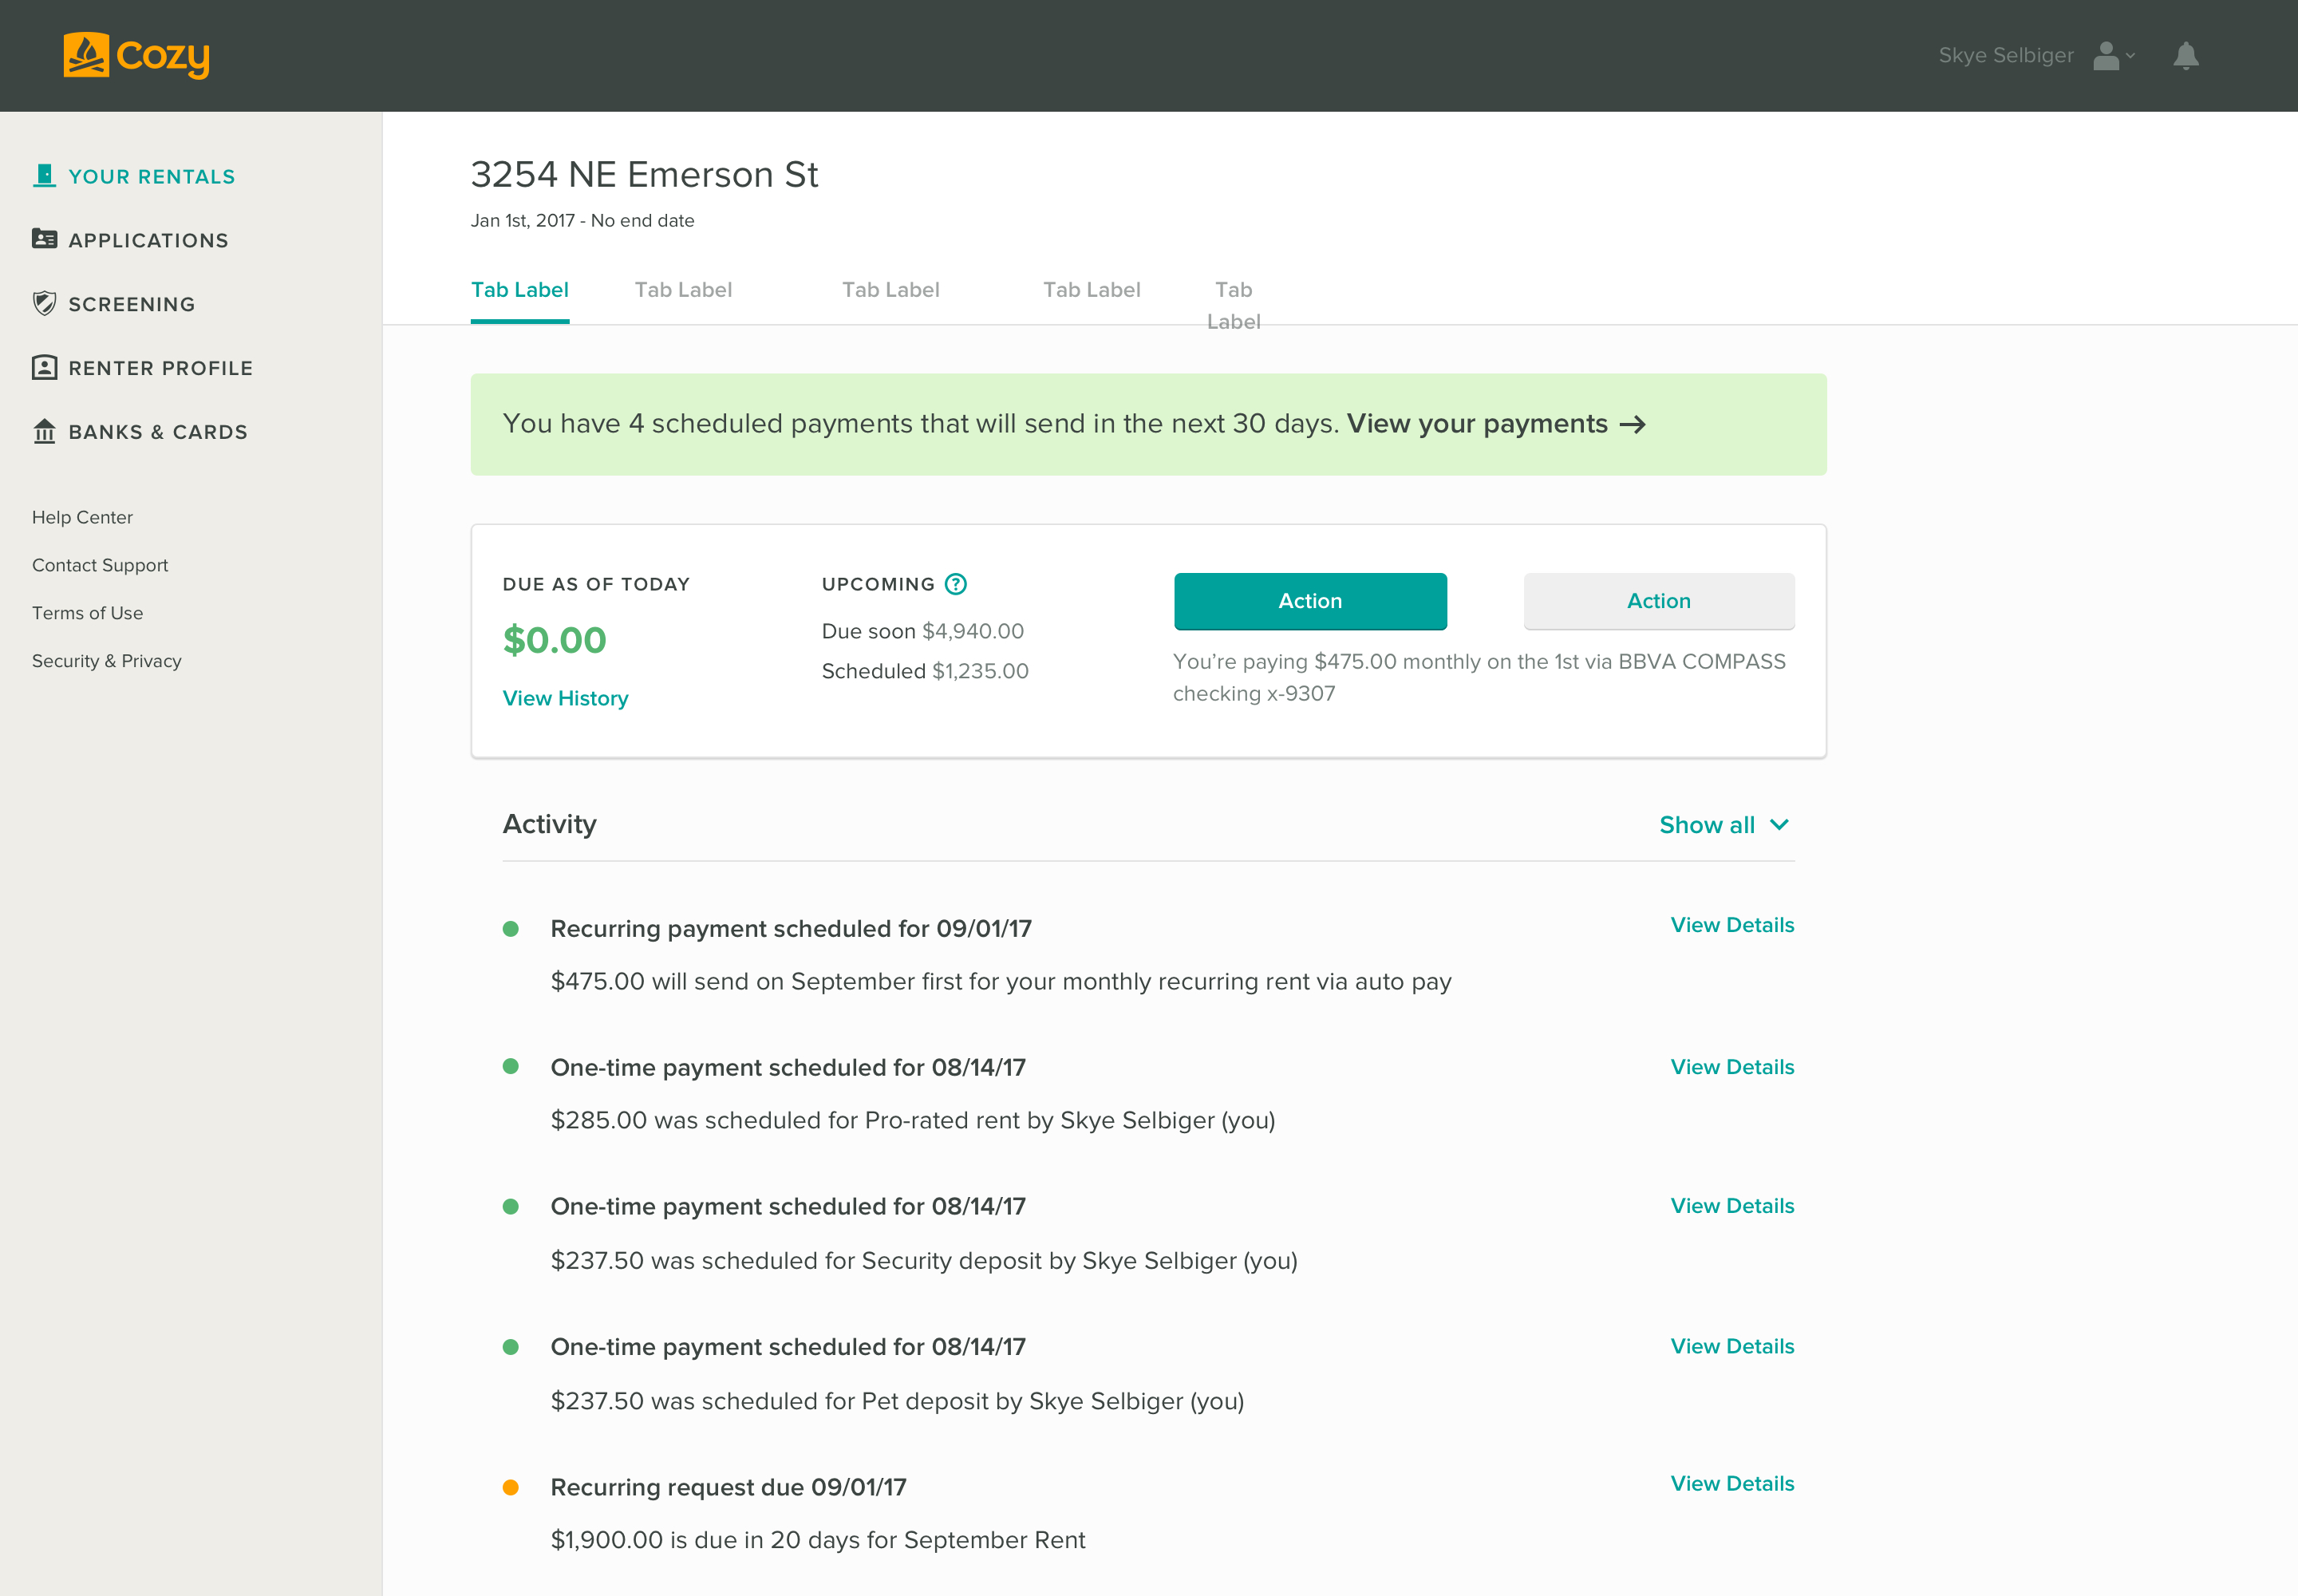 Cozy
Skye Selbiger
YOUR RENTALS
APPLICATIONS
SCREENING
RENTER PROFILE
BANKS & CARDS
Help Center
Contact Support
Terms of Use
Security & Privacy
3254 NE Emerson St
Jan 1st, 2017 - No end date
Tab Label
Tab Label
Tab Label
Tab Label
Tab
Label
You have 4 scheduled payments that will send in the next 30 days. View your payments →
DUE AS OF TODAY
$0.00
View History
UPCOMING ?
Due soon $4,940.00
Scheduled $1,235.00
Action
Action
You’re paying $475.00 monthly on the 1st via BBVA COMPASS
checking x-9307
Activity
Show all
Recurring payment scheduled for 09/01/17
View Details
$475.00 will send on September first for your monthly recurring rent via auto pay
One-time payment scheduled for 08/14/17
View Details
$285.00 was scheduled for Pro-rated rent by Skye Selbiger (you)
One-time payment scheduled for 08/14/17
View Details
$237.50 was scheduled for Security deposit by Skye Selbiger (you)
One-time payment scheduled for 08/14/17
View Details
$237.50 was scheduled for Pet deposit by Skye Selbiger (you)
Recurring request due 09/01/17
View Details
$1,900.00 is due in 20 days for September Rent